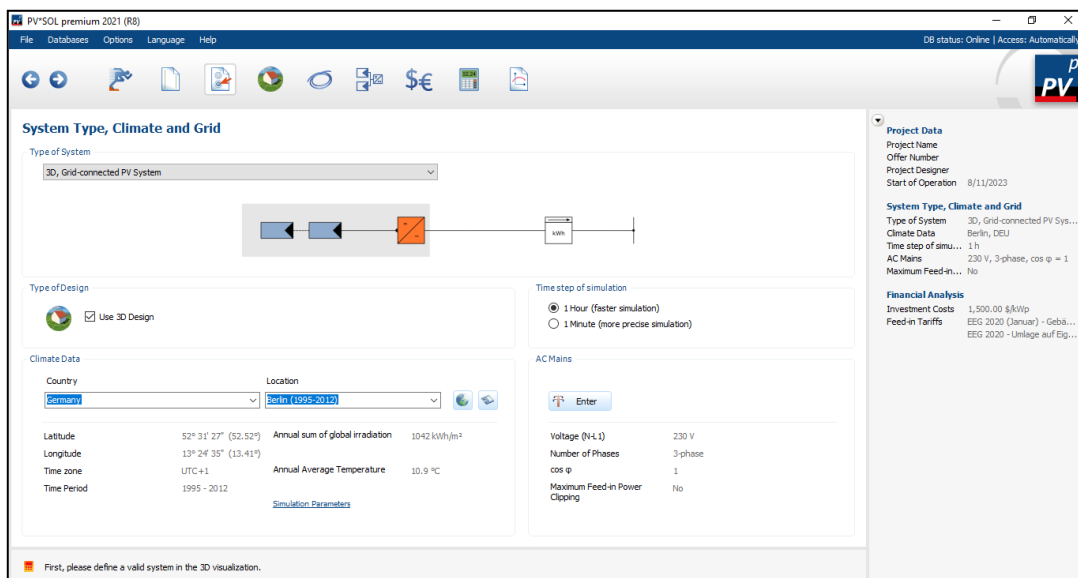 PV*SOL premium 2021 (R8)
File Databases Options Language Help
DB status: Online | Access: Automatically
PV
System Type, Climate and Grid
Type of System
3D, Grid-connected PV System
kWh
Type of Design
Use 3D Design
Time step of simulation
1 Hour (faster simulation)
1 Minute (more precise simulation)
Climate Data
Country
Location
Germany
Berlin (1995-2012)
Latitude 52° 31' 27" (52.52°)
Longitude 13° 24' 35" (13.41°)
Time zone UTC+1
Time Period 1995 - 2012
Annual sum of global irradiation 1042 kWh/m²
Annual Average Temperature 10.9 °C
Simulation Parameters
AC Mains
Enter
Voltage (N-L1) 230 V
Number of Phases 3-phase
cos φ 1
Maximum Feed-in Power
Clipping
No
First, please define a valid system in the 3D visualization.
Project Data
Project Name
Offer Number
Project Designer
Start of Operation 8/11/2023
System Type, Climate and Grid
Type of System 3D, Grid-connected PV Sys...
Climate Data Berlin, DEU
Time step of simu... 1 h
AC Mains 230 V, 3-phase, cos φ = 1
Maximum Feed-in... No
Financial Analysis
Investment Costs 1,500.00 $/kWp
Feed-in Tariffs EEG 2020 (Januar) - Gebä...
EEG 2020 - Umlage auf Eig...